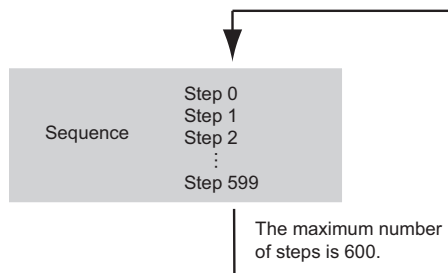 Step 0
Step 1
Sequence
Step 2
⋮
Step 599
The maximum number
of steps is 600.